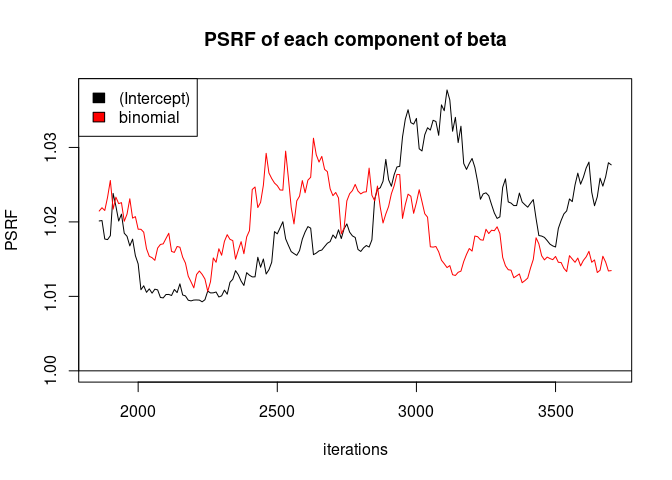 PSRF of each component of beta
(Intercept)
binomial
PSRF
1.03
1.02
1.01
1.00
2000 2500 3000 3500
iterations